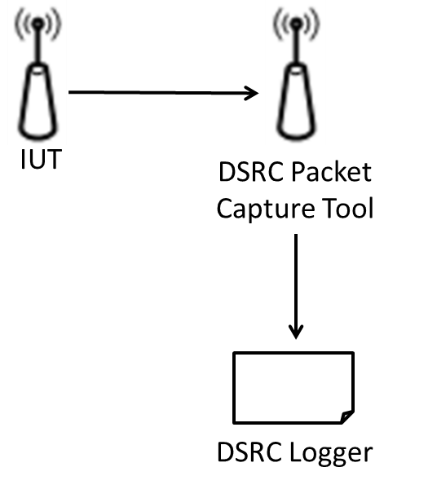 IUT
DSRC Packet
Capture Tool
DSRC Logger